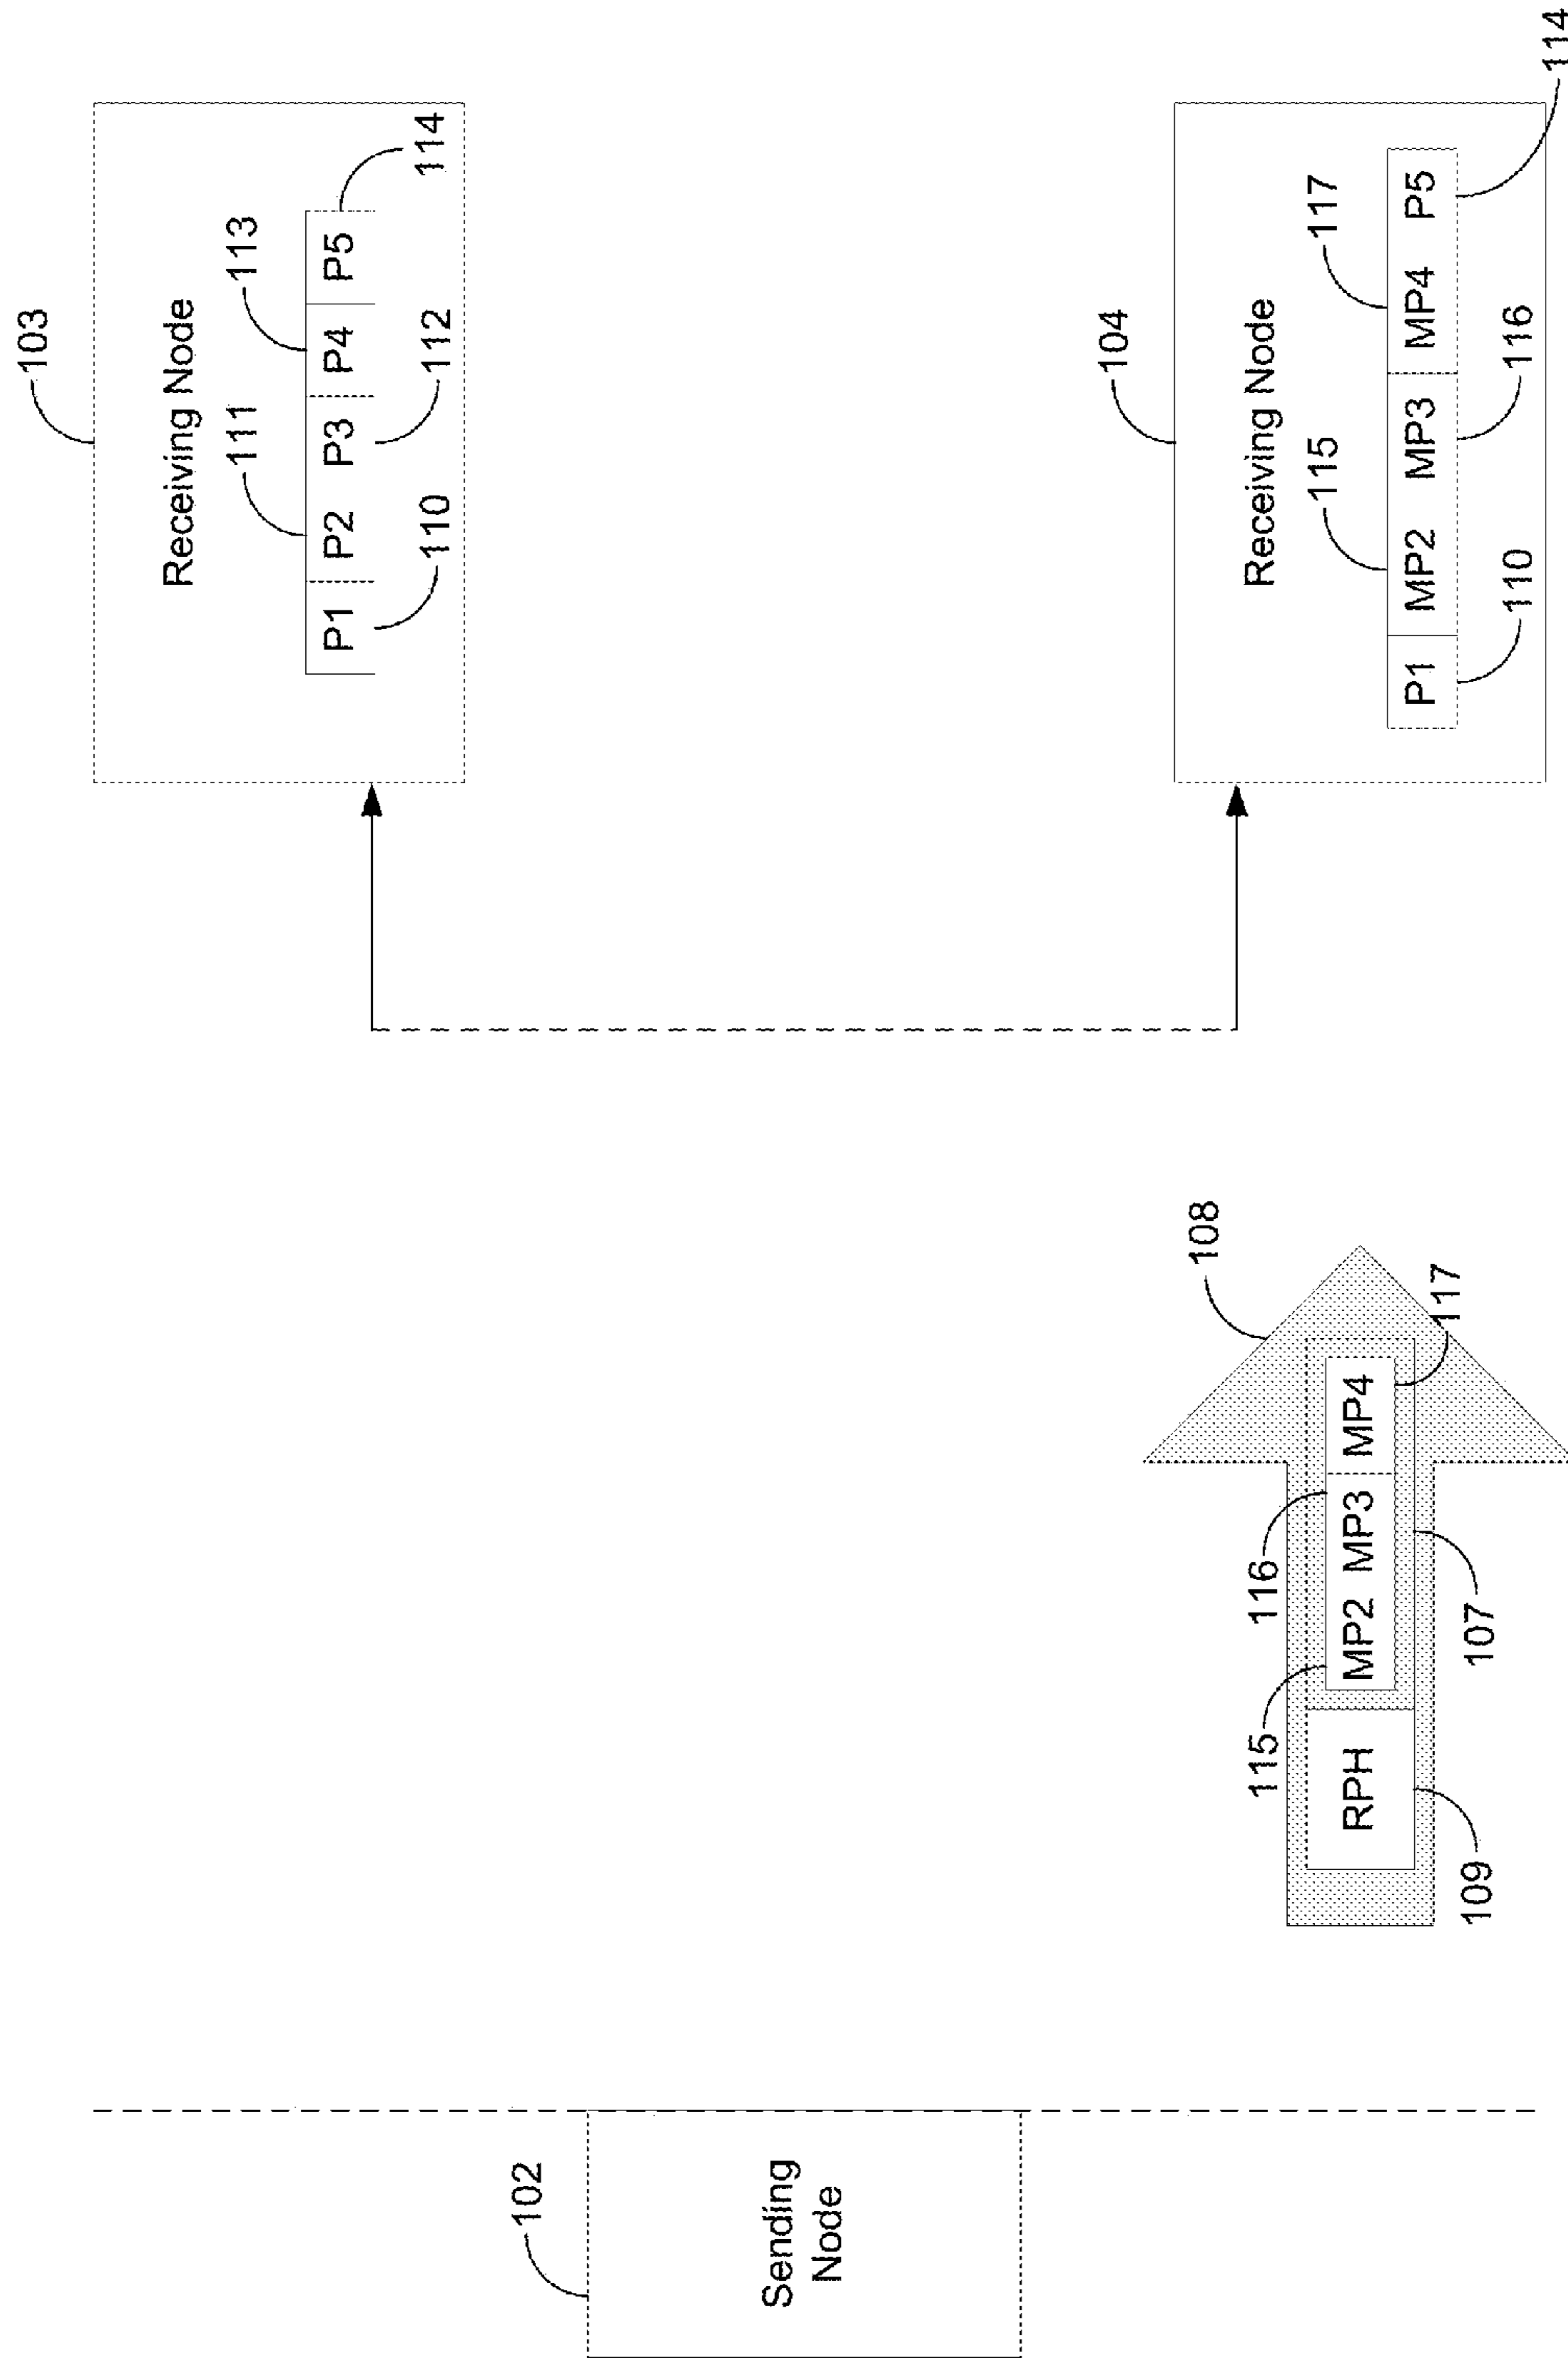 102
Sending
Node
108
115
116
RPH
MP2
MP3
MP4
109
107
117
103
Receiving Node
111
113
P1
P2
P3
P4
P5
110
112
114
104
Receiving Node
115
117
P1
MP2
MP3
MP4
P5
110
116
114